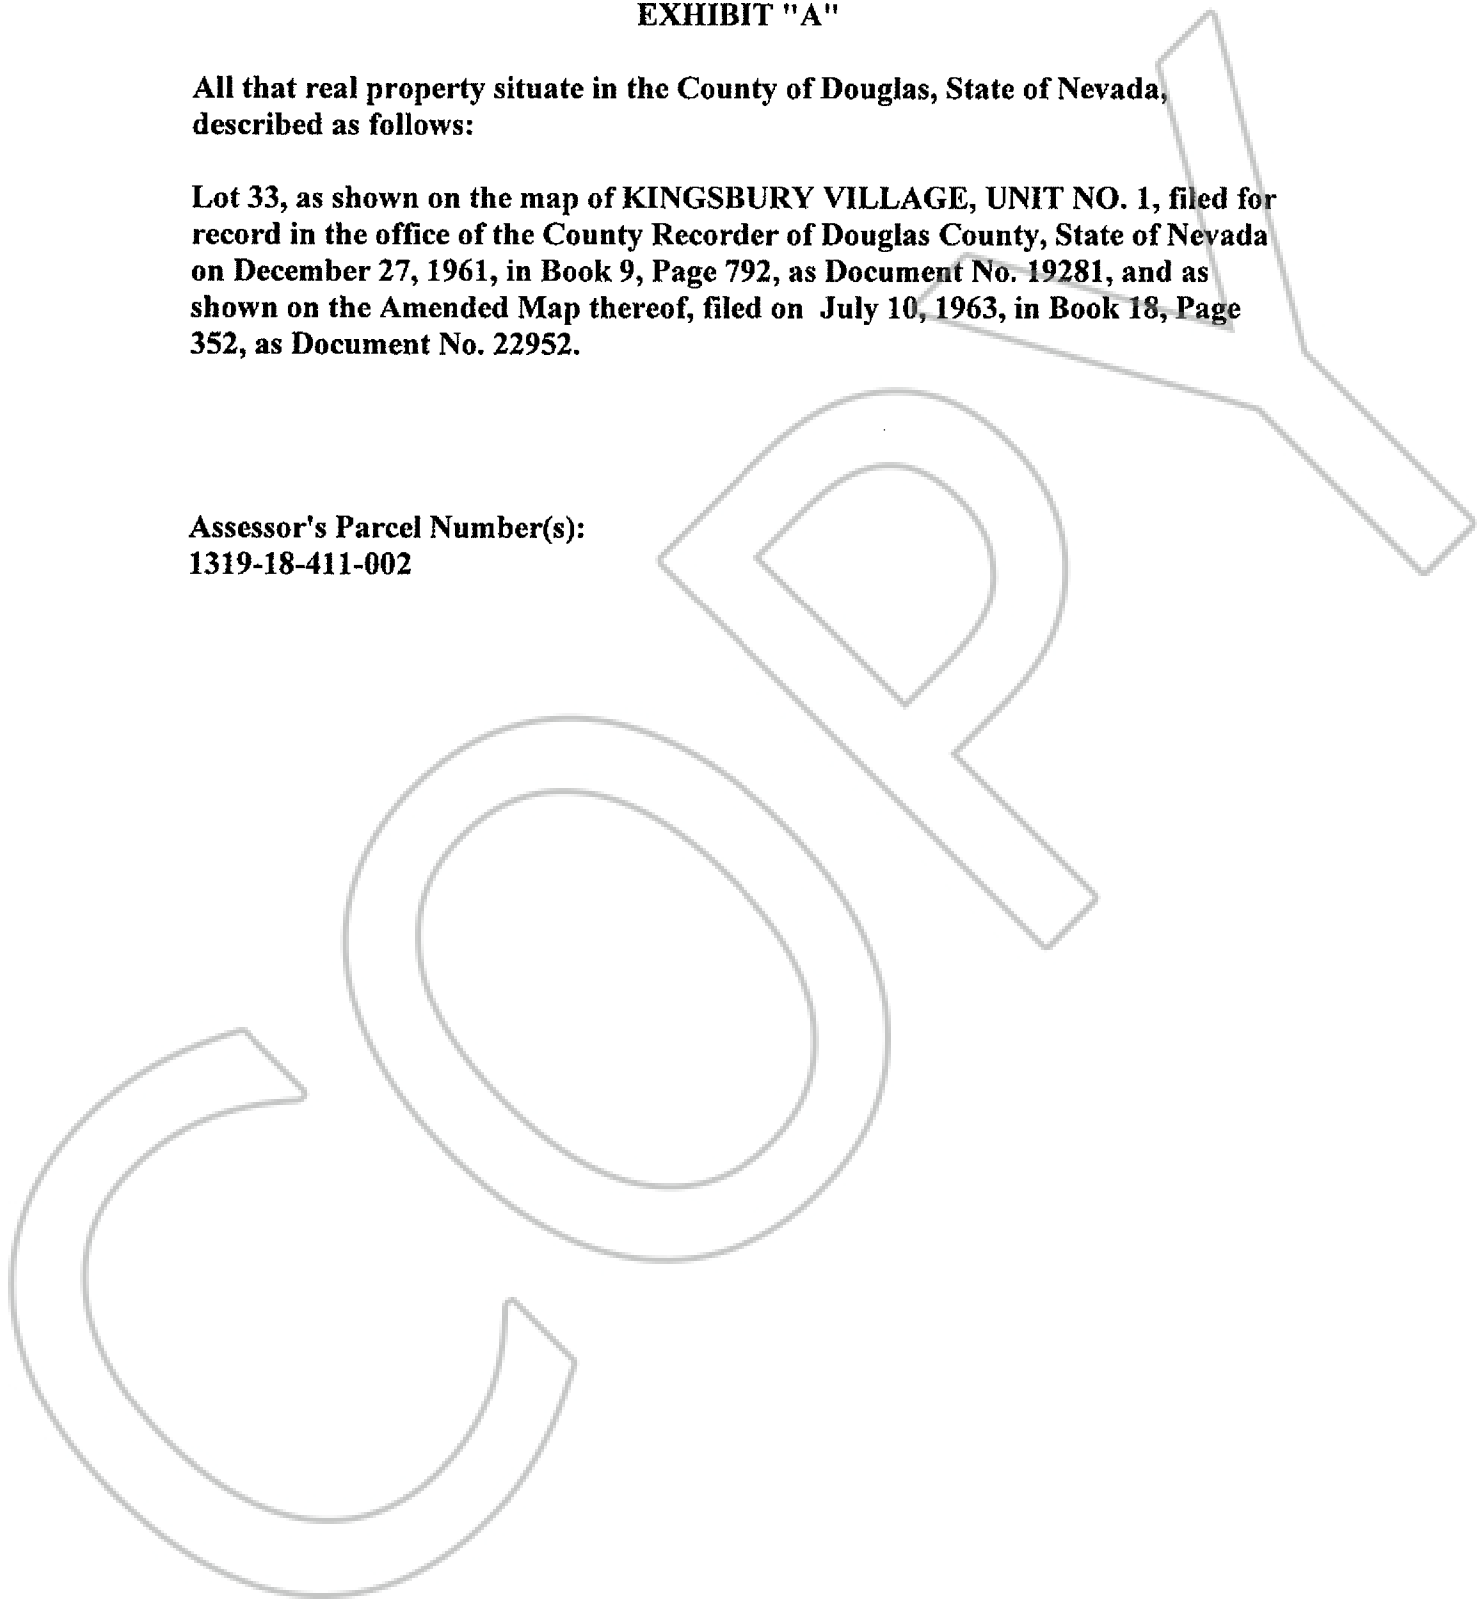 EXHIBIT "A"
All that real property situate in the County of Douglas, State of Nevada,
described as follows:
Lot 33, as shown on the map of KINGSBURY VILLAGE, UNIT NO. 1, filed for
record in the office of the County Recorder of Douglas County, State of Nevada
on December 27, 1961, in Book 9, Page 792, as Document No. 19281, and as
shown on the Amended Map thereof, filed on  July 10, 1963, in Book 18, Page
352, as Document No. 22952.
Assessor's Parcel Number(s):
1319-18-411-002
COPY